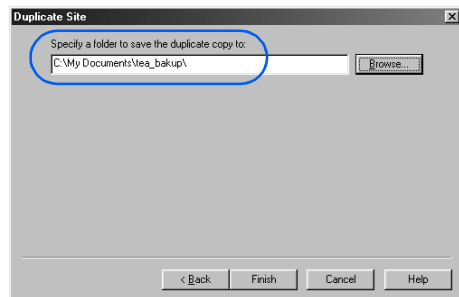 Duplicate Site
Specify a folder to save the duplicate copy to:
C:\My Documents\tea_bakup\
Browse...
< Back Finish Cancel Help